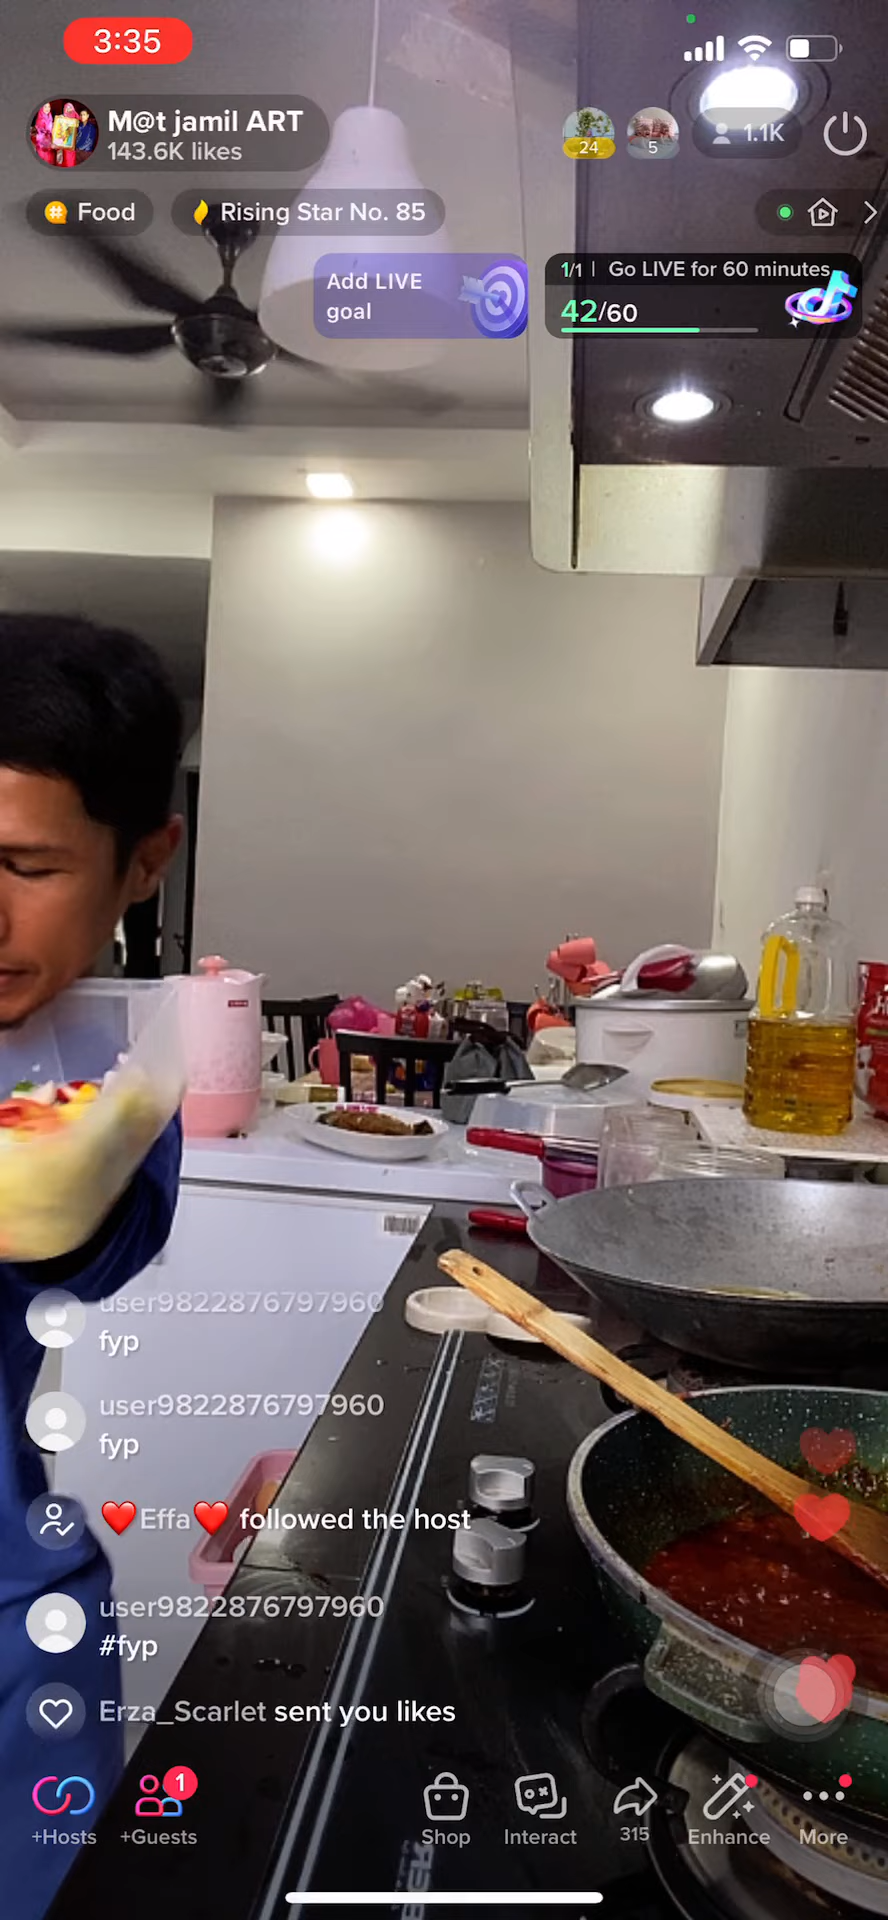 3:35
M@t jamil ART
143.6K likes
24
5
1.1K
Food
Rising Star No. 85
Add LIVE
goal
1/1 | Go LIVE for 60 minutes
42/60
user9822876797960
fyp
user9822876797960
fyp
❤️Effa❤️ followed the host
user9822876797960
#fyp
Erza_Scarlet sent you likes
1
+Hosts
+Guests
Shop
Interact
315
Enhance
More